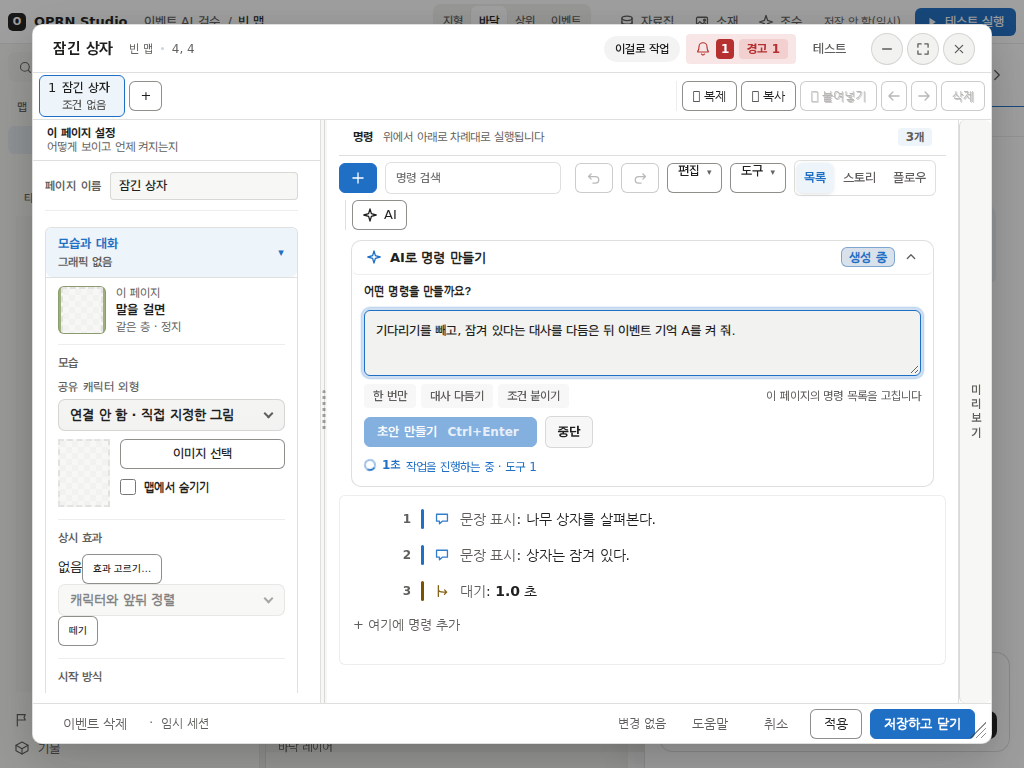 OPRN Studio 이벤트 AI 검수 / 빈 맵 지형 바닥 상위 이벤트 자료집 소재 조수 저장 안 함(임시) 테스트 실행
잠긴 상자 빈 맵 • 4, 4 이걸로 작업 1 경고 1 테스트
1 잠긴 상자
조건 없음
+
복제 복사 붙여넣기 삭제
이 페이지 설정
어떻게 보이고 언제 켜지는지
페이지 이름 잠긴 상자
모습과 대화
그래픽 없음
이 페이지
말을 걸면
같은 층 · 정지
모습
공유 캐릭터 외형
연결 안 함 · 직접 지정한 그림
이미지 선택
맵에서 숨기기
상시 효과
없음 효과 고르기...
캐릭터와 앞뒤 정렬
떼기
시작 방식
명령 위에서 아래로 차례대로 실행됩니다 3개
+ 명령 검색 편집 도구 목록 스토리 플로우
AI
AI로 명령 만들기 생성 중
어떤 명령을 만들까요?
기다리기를 빼고, 잠겨 있다는 대사를 다듬은 뒤 이벤트 기억 A를 켜 줘.
한 번만 대사 다듬기 조건 붙이기 이 페이지의 명령 목록을 고칩니다
초안 만들기 Ctrl+Enter 중단
1초 작업을 진행하는 중 · 도구 1
1 문장 표시: 나무 상자를 살펴본다.
2 문장 표시: 상자는 잠겨 있다.
3 대기: 1.0 초
+ 여기에 명령 추가
미리보기
이벤트 삭제 · 임시 세션 변경 없음 도움말 취소 적용 저장하고 닫기
맵
기물 바닥 레이어